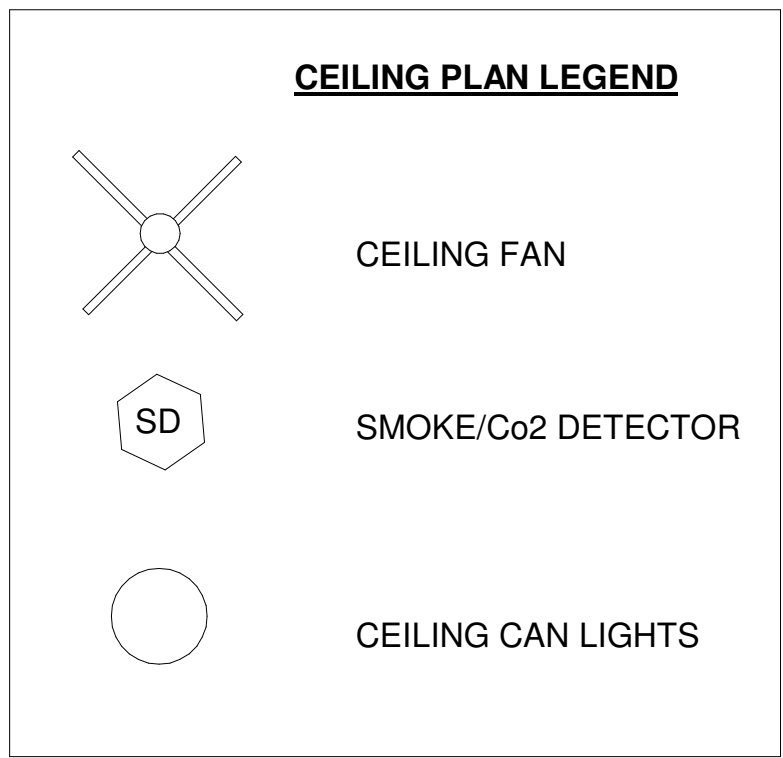 CEILING PLAN LEGEND
CEILING FAN
SD
SMOKE/Co2 DETECTOR
CEILING CAN LIGHTS